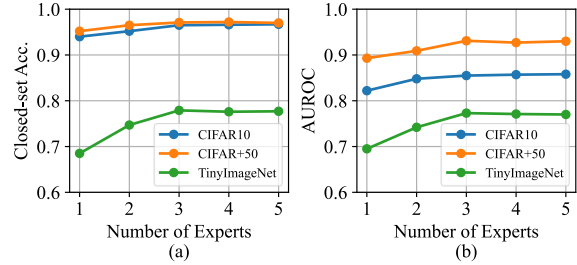 1.0
0.9
0.8
0.7
0.6
Closed-set Acc.
CIFAR10
CIFAR+50
TinyImageNet
1 2 3 4 5
Number of Experts
(a)
1.0
0.9
0.8
0.7
0.6
AUROC
CIFAR10
CIFAR+50
TinyImageNet
1 2 3 4 5
Number of Experts
(b)